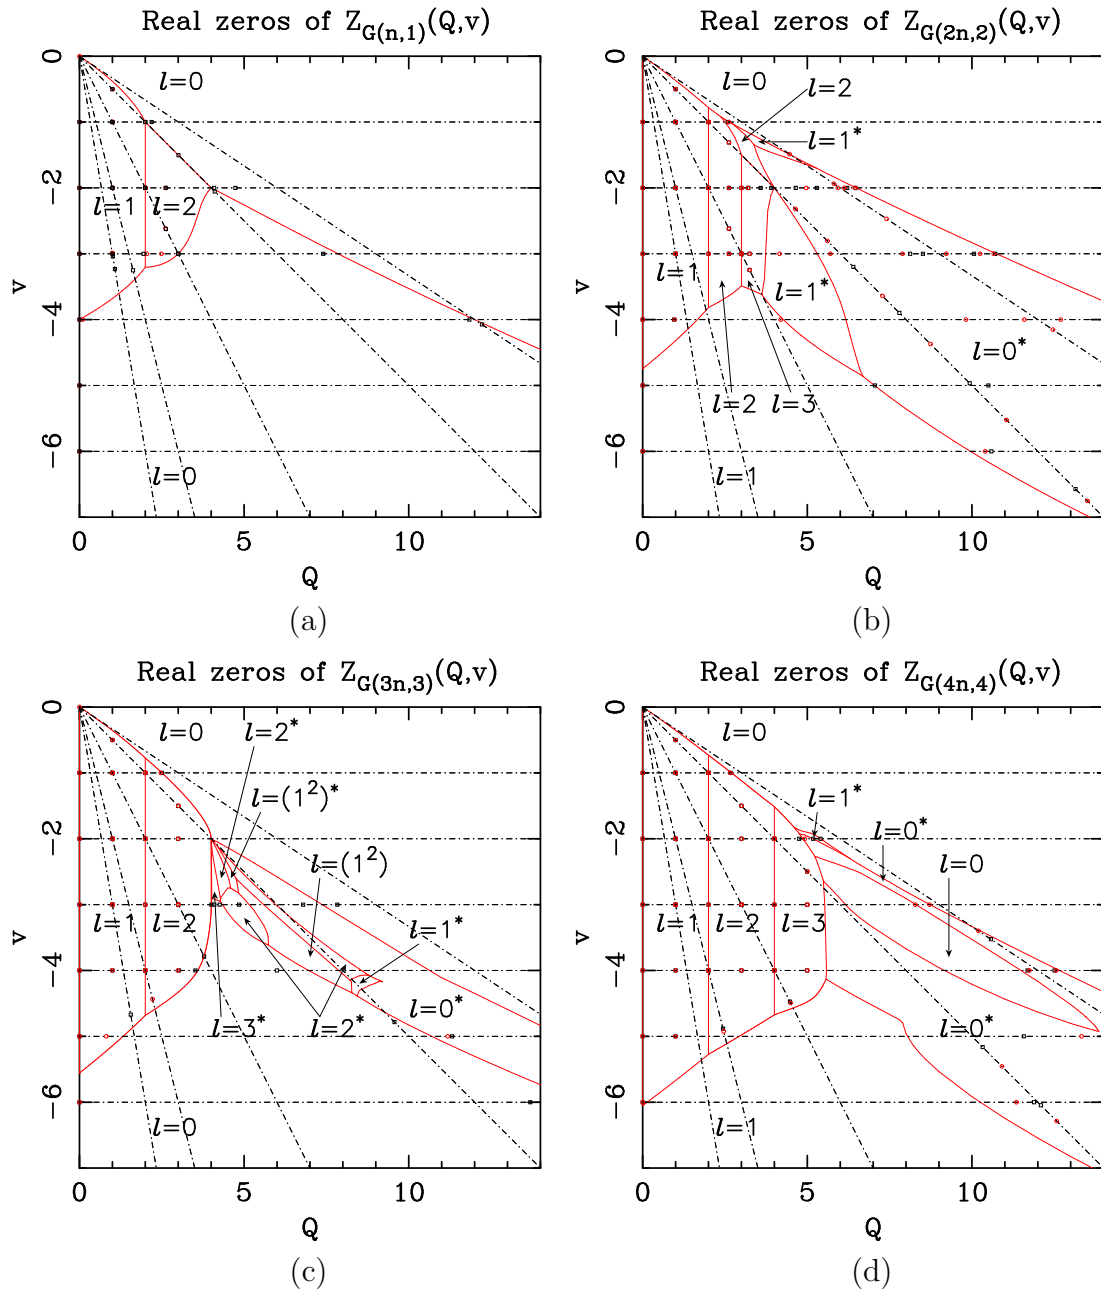 Real zeros of Z_G(n,1)(Q,v)
l=0
l=1
l=2
l=0
0
−2
−4
−6
v
0
5
10
Q
(a)
Real zeros of Z_G(2n,2)(Q,v)
l=0
l=2
l=1*
l=1
l=1*
l=0*
l=2
l=3
l=1
0
−2
−4
−6
v
0
5
10
Q
(b)
Real zeros of Z_G(3n,3)(Q,v)
l=0
l=2*
l=(1²)*
l=(1²)
l=1
l=2
l=1*
l=3*
l=2*
l=0*
l=0
0
−2
−4
−6
v
0
5
10
Q
(c)
Real zeros of Z_G(4n,4)(Q,v)
l=0
l=1*
l=0*
l=0
l=1
l=2
l=3
l=0*
l=1
0
−2
−4
−6
v
0
5
10
Q
(d)